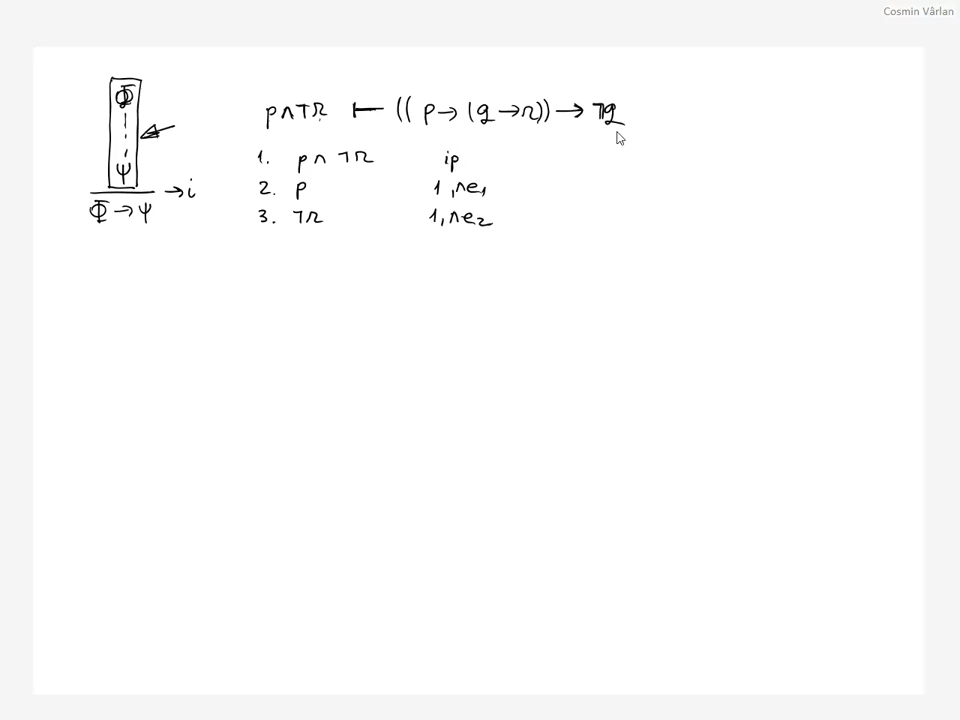 Cosmin Vârlan
Φ
Ψ
Φ → Ψ → i
p ∧ ¬r ⊢ ((p → (q → r)) → ¬q
1. p ∧ ¬r ip
2. p 1, ∧e1
3. ¬r 1, ∧e2